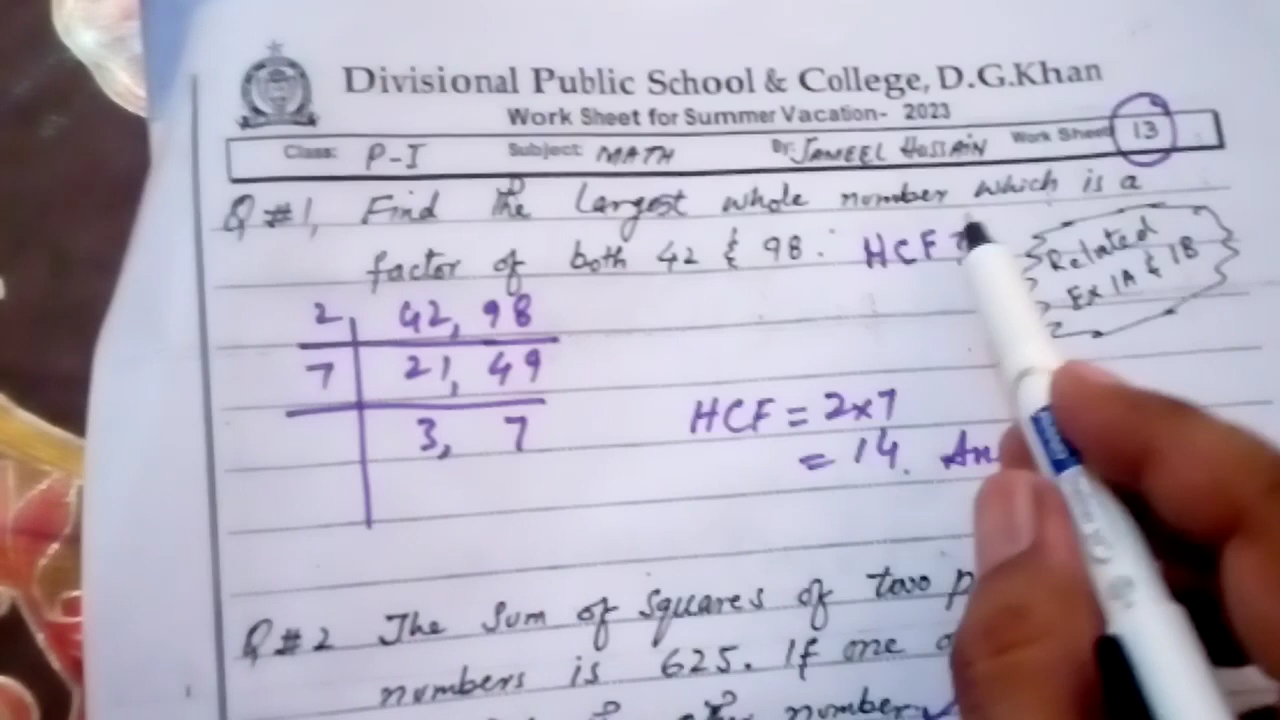 Divisional Public School & College, D.G.Khan
Work Sheet for Summer Vacation- 2023
Class: P-I Subject: MATH By: JAMEEL HUSSAIN Work Sheet 13
Q #1, Find the largest whole number which is a
factor of both 42 & 98. HCF
Related
Ex 1A & 1B
2 42, 98
7 21, 49
3, 7
HCF = 2×7
= 14. An
Q #2 The Sum of Squares of two
numbers is 625. If one
number